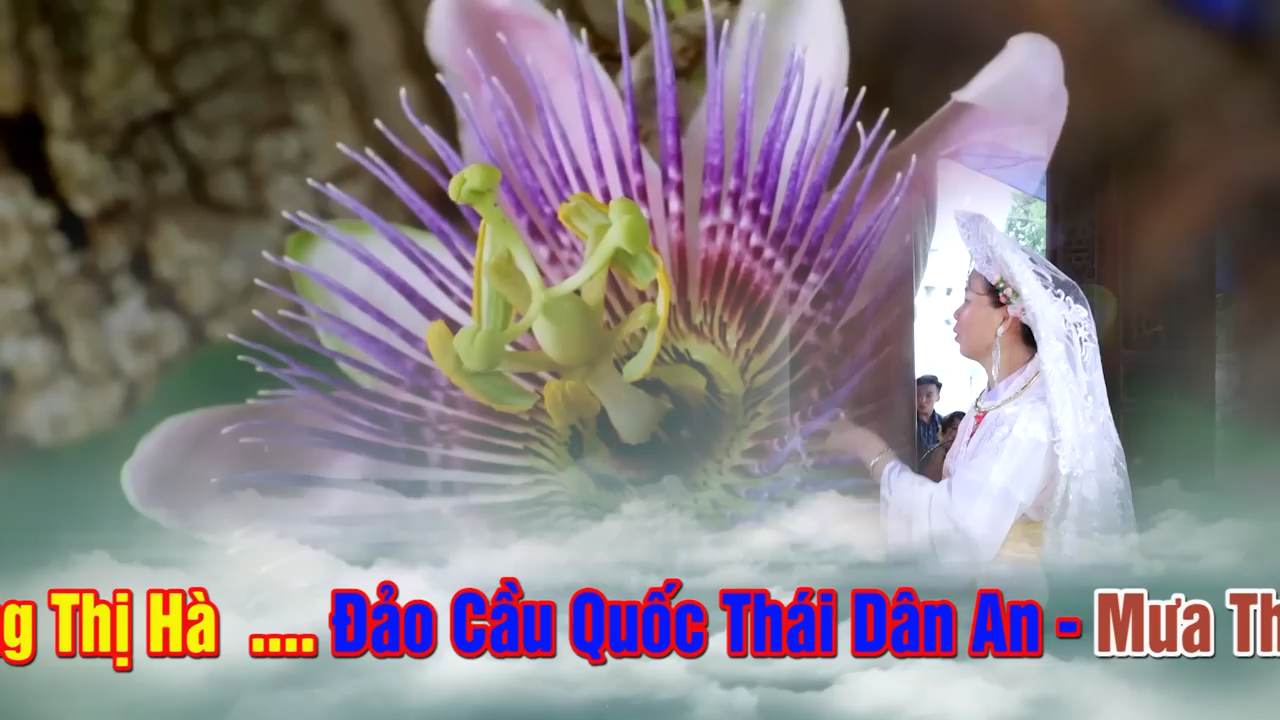 Thị Hà .... Đảo Cầu Quốc Thái Dân An - Mưa